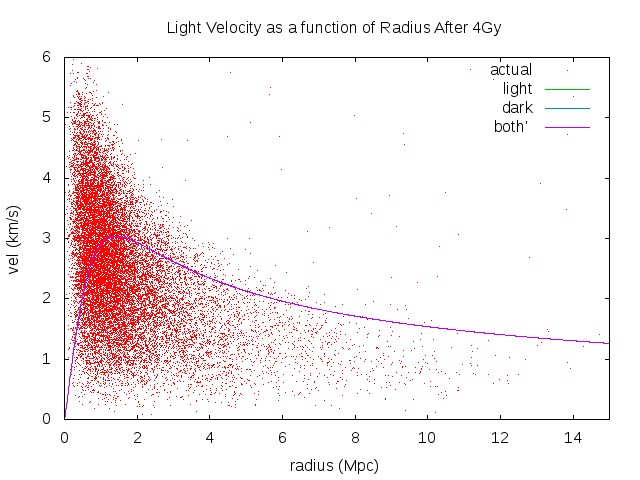 Light Velocity as a function of Radius After 4Gy
actual
light
dark
both'
6
5
4
3
2
1
0
vel (km/s)
0 2 4 6 8 10 12 14
radius (Mpc)